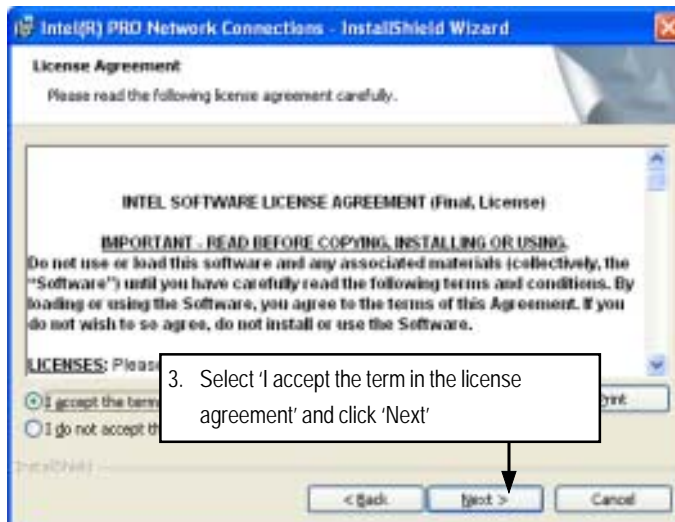 Intel(R) PRO Network Connections - InstallShield Wizard
License Agreement
Please read the following license agreement carefully.
INTEL SOFTWARE LICENSE AGREEMENT (Final, License)
IMPORTANT - READ BEFORE COPYING, INSTALLING OR USING.
Do not use or load this software and any associated materials (collectively, the
"Software") until you have carefully read the following terms and conditions. By
loading or using the Software, you agree to the terms of this Agreement. If you
do not wish to so agree, do not install or use the Software.
LICENSES: Please
3. Select ‘I accept the term in the license
agreement’ and click ‘Next’
I accept the term
Print
I do not accept th
InstallShield
< Back
Next >
Cancel